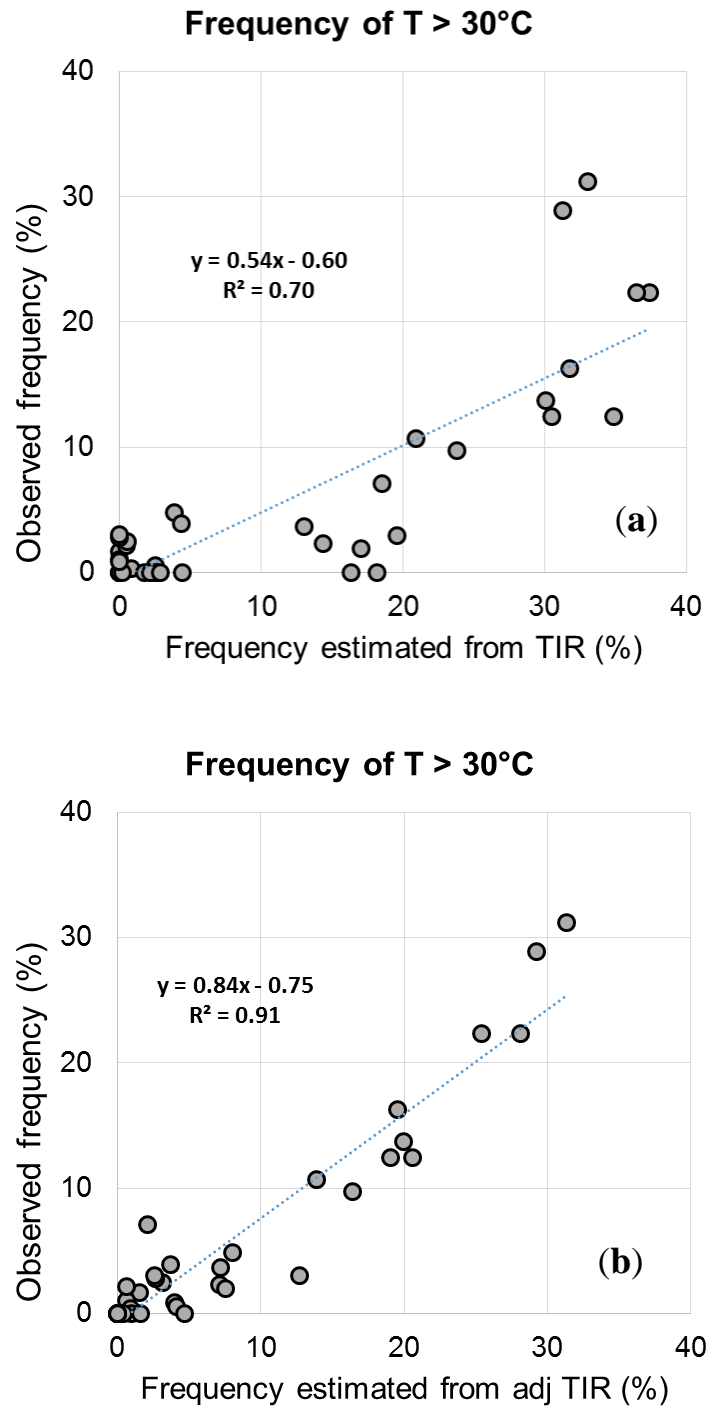 Frequency of T > 30°C
40
30
20
10
0
Observed frequency (%)
y = 0.54x - 0.60
R² = 0.70
(a)
0 10 20 30 40
Frequency estimated from TIR (%)
Frequency of T > 30°C
40
30
20
10
0
Observed frequency (%)
y = 0.84x - 0.75
R² = 0.91
(b)
0 10 20 30 40
Frequency estimated from adj TIR (%)